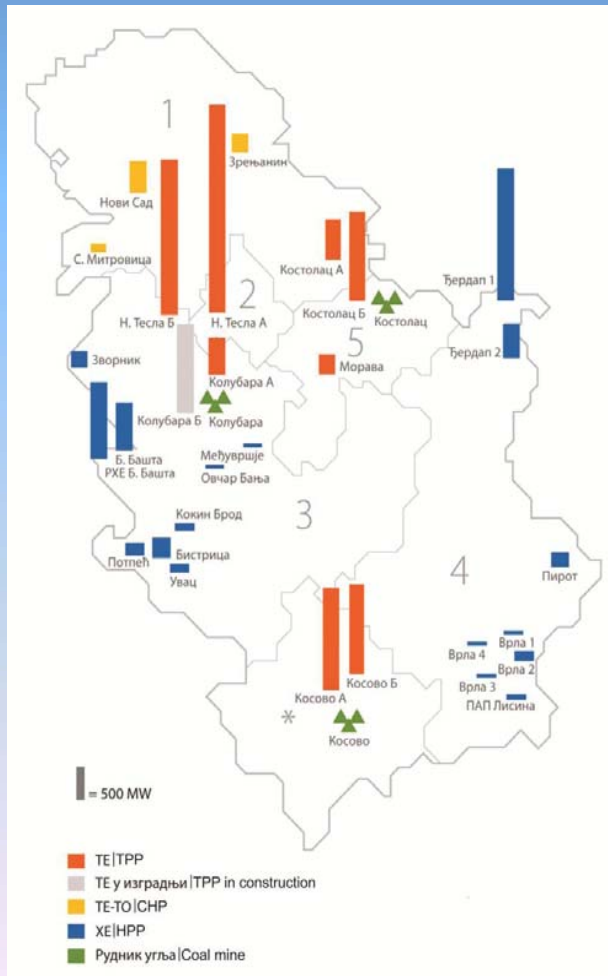 1
Зрењанин
Нови Сад
С. Митровица
Костолац А
Ђердап 1
2
Н. Тесла Б
Н. Тесла А
Костолац Б
Костолац
5
Ђердап 2
Зворник
Колубара А
Морава
Колубара Б
Колубара
Међувршје
Б. Башта
РХЕ Б. Башта
Овчар Бања
3
Кокин Брод
Потпећ
Бистрица
Увац
4
Пирот
Врла 1
Врла 4
Врла 2
Врла 3
ПАП Лисина
Косово Б
Косово А
*
Косово
= 500 MW
ТЕ|TPP
ТЕ у изградњи|TPP in construction
ТЕ-ТО|CHP
ХЕ|HPP
Рудник угља|Coal mine